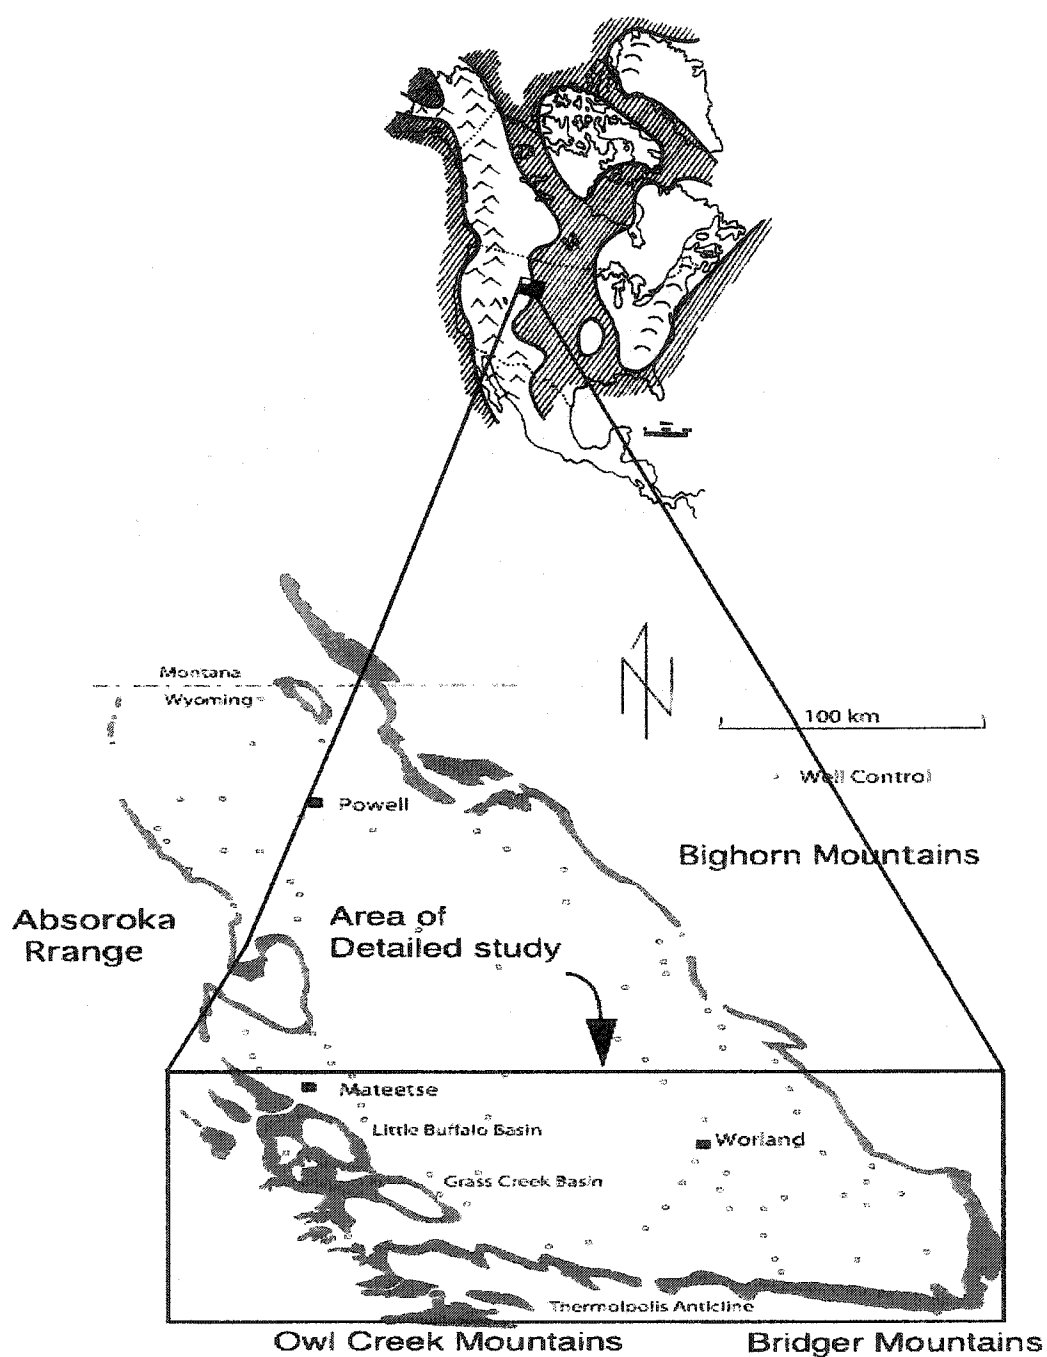 Montana
Wyoming
100 km
Well Control
Powell
Bighorn Mountains
Absoroka
Rrange
Area of
Detailed study
Mateetse
Little Buffalo Basin
Worland
Grass Creek Basin
Thermolpolis Anticline
Owl Creek Mountains
Bridger Mountains